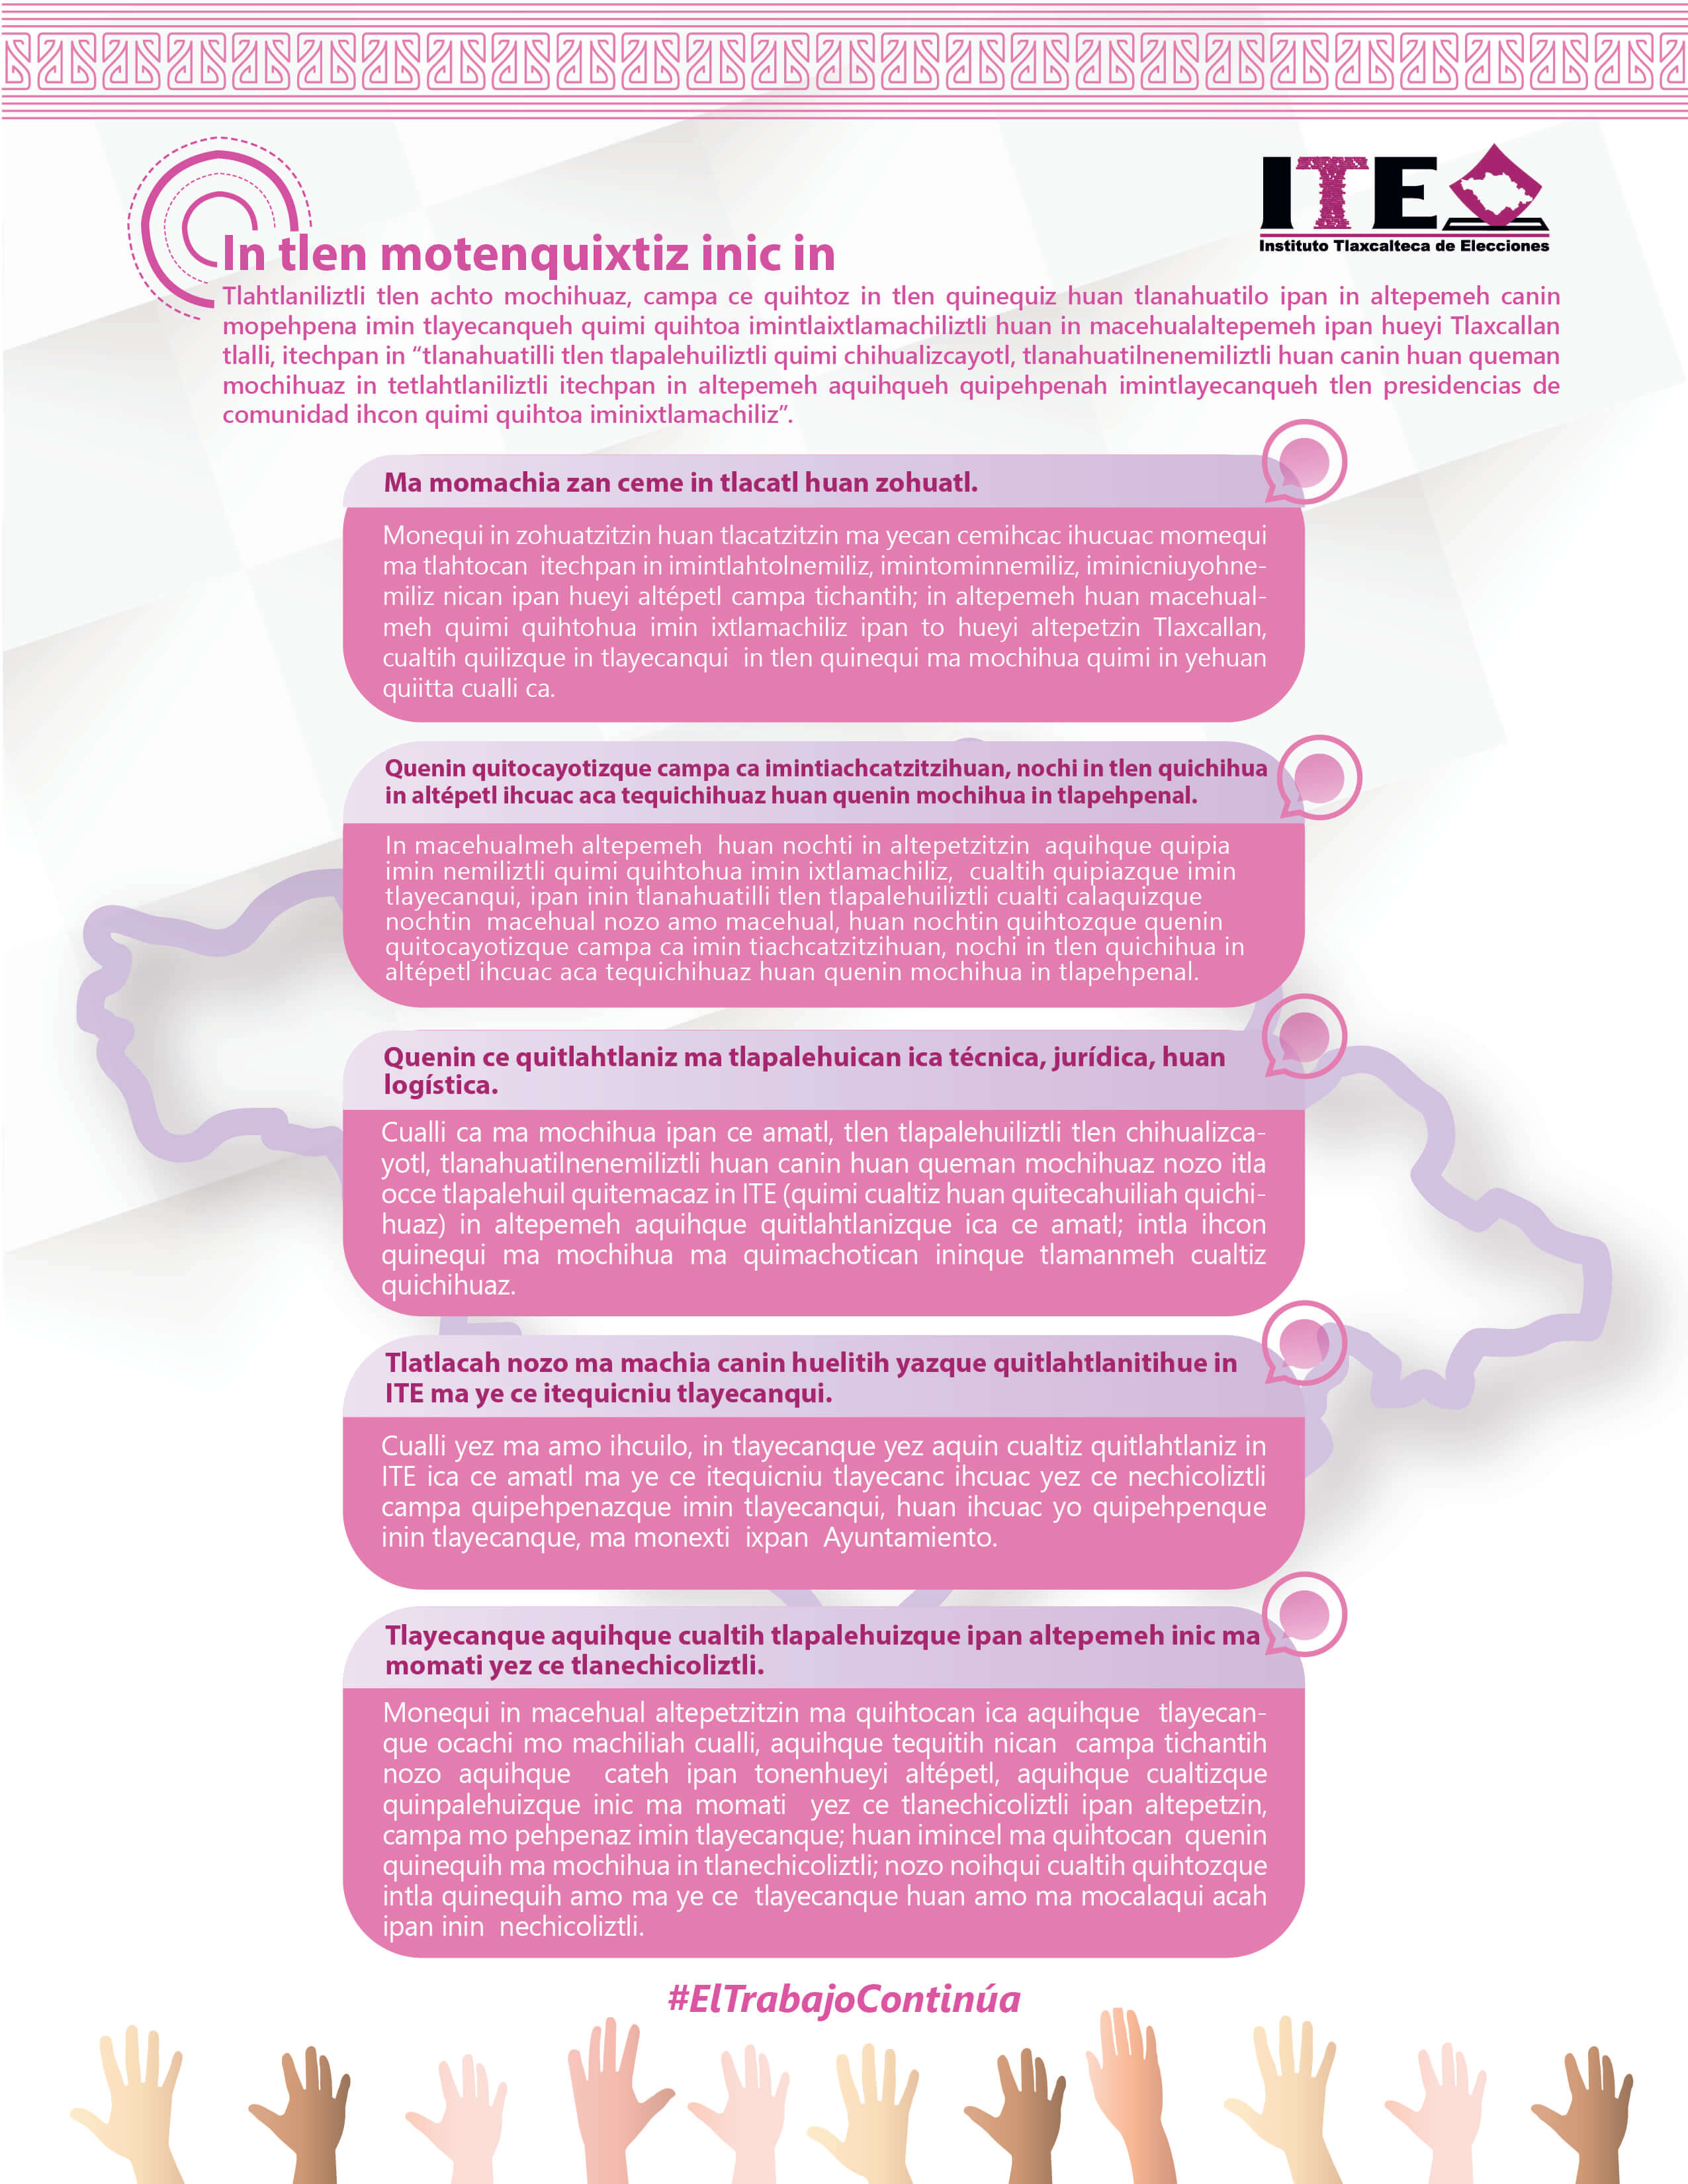 ITE
Instituto Tlaxcalteca de Elecciones
In tlen motenquixtiz inic in
Tlahtlaniliztli tlen achto mochihuaz, campa ce quihtoz in tlen quinequiz huan tlanahuatilo ipan in altepemeh canin
mopehpena imin tlayecanqueh quimi quihtoa imintlaixtlamachiliztli huan in macehualaltepemeh ipan hueyi Tlaxcallan
tlalli, itechpan in “tlanahuatilli tlen tlapalehuiliztli quimi chihualizcayotl, tlanahuatilnenemiliztli huan canin huan queman
mochihuaz in tetlahtlaniliztli itechpan in altepemeh aquihqueh quipehpenah imintlayecanqueh tlen presidencias de
comunidad ihcon quimi quihtoa iminixtlamachiliz”.
Ma momachia zan ceme in tlacatl huan zohuatl.
Monequi in zohuatzitzin huan tlacatzitzin ma yecan cemihcac ihucuac momequi
ma tlahtocan itechpan in imintlahtolnemiliz, imintominnemiliz, iminicniuyohne-
miliz nican ipan hueyi altépetl campa tichantih; in altepemeh huan macehual-
meh quimi quihtohua imin ixtlamachiliz ipan to hueyi altepetzin Tlaxcallan,
cualtih quilizque in tlayecanqui in tlen quinequi ma mochihua quimi in yehuan
quiitta cualli ca.
Quenin quitocayotizque campa ca imintiachcatzitzihuan, nochi in tlen quichihua
in altépetl ihcuac aca tequichihuaz huan quenin mochihua in tlapehpenal.
In macehualmeh altepemeh huan nochti in altepetzitzin aquihque quipia
imin nemiliztli quimi quihtohua imin ixtlamachiliz, cualtih quipiazque imin
tlayecanqui, ipan inin tlanahuatilli tlen tlapalehuiliztli cualti calaquizque
nochtin macehual nozo amo macehual, huan nochtin quihtozque quenin
quitocayotizque campa ca imin tiachcatzitzihuan, nochi in tlen quichihua in
altépetl ihcuac aca tequichihuaz huan quenin mochihua in tlapehpenal.
Quenin ce quitlahtlaniz ma tlapalehuican ica técnica, jurídica, huan
logística.
Cualli ca ma mochihua ipan ce amatl, tlen tlapalehuiliztli tlen chihualizca-
yotl, tlanahuatilnenemiliztli huan canin huan queman mochihuaz nozo itla
occe tlapalehuil quitemacaz in ITE (quimi cualtiz huan quitecahuiliah quichi-
huaz) in altepemeh aquihque quitlahtlanizque ica ce amatl; intla ihcon
quinequi ma mochihua ma quimachotican ininque tlamanmeh cualtiz
quichihuaz.
Tlatlacah nozo ma machia canin huelitih yazque quitlahtlanitihue in
ITE ma ye ce itequicniu tlayecanqui.
Cualli yez ma amo ihcuilo, in tlayecanque yez aquin cualtiz quitlahtlaniz in
ITE ica ce amatl ma ye ce itequicniu tlayecanc ihcuac yez ce nechicoliztli
campa quipehpenazque imin tlayecanqui, huan ihcuac yo quipehpenque
inin tlayecanque, ma monexti ixpan Ayuntamiento.
Tlayecanque aquihque cualtih tlapalehuizque ipan altepemeh inic ma
momati yez ce tlanechicoliztli.
Monequi in macehual altepetzitzin ma quihtocan ica aquihque tlayecan-
que ocachi mo machiliah cualli, aquihque tequitih nican campa tichantih
nozo aquihque cateh ipan tonenhueyi altépetl, aquihque cualtizque
quinpalehuizque inic ma momati yez ce tlanechicoliztli ipan altepetzin,
campa mo pehpenaz imin tlayecanque; huan imincel ma quihtocan quenin
quinequih ma mochihua in tlanechicoliztli; nozo noihqui cualtih quihtozque
intla quinequih amo ma ye ce tlayecanque huan amo ma mocalaqui acah
ipan inin nechicoliztli.
#ElTrabajoContinúa